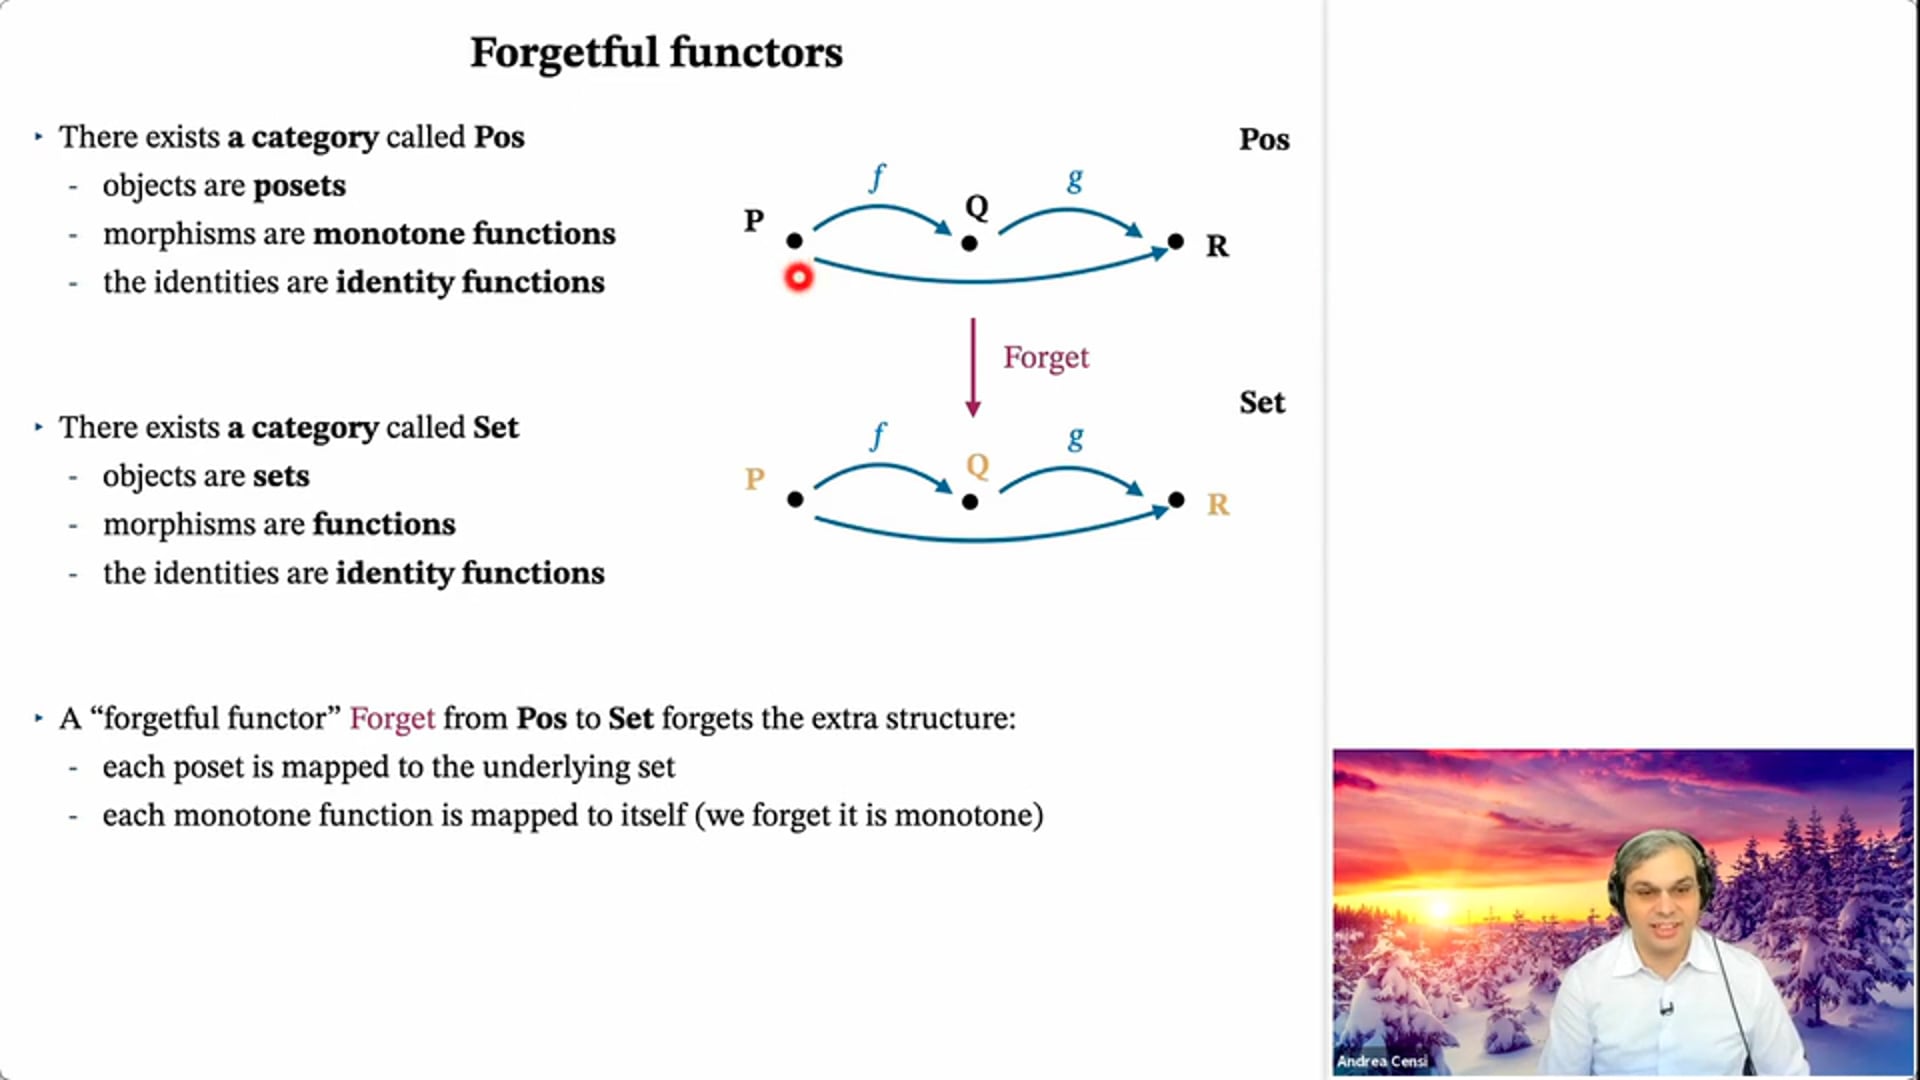 Forgetful functors
‣ There exists a category called Pos
- objects are posets
- morphisms are monotone functions
- the identities are identity functions
Pos
f
g
P
Q
R
Forget
‣ There exists a category called Set
- objects are sets
- morphisms are functions
- the identities are identity functions
Set
f
g
P
Q
R
‣ A “forgetful functor” Forget from Pos to Set forgets the extra structure:
- each poset is mapped to the underlying set
- each monotone function is mapped to itself (we forget it is monotone)
Andrea Censi